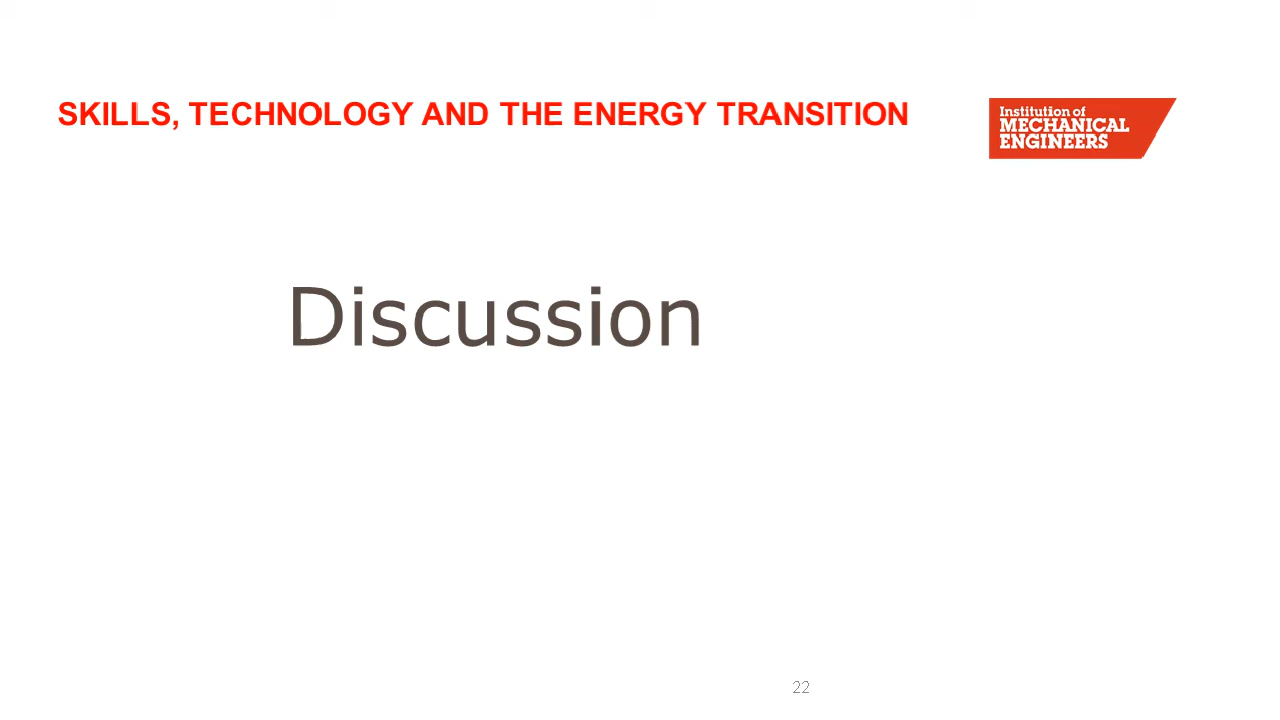 SKILLS, TECHNOLOGY AND THE ENERGY TRANSITION
Institution of
MECHANICAL
ENGINEERS
Discussion
22